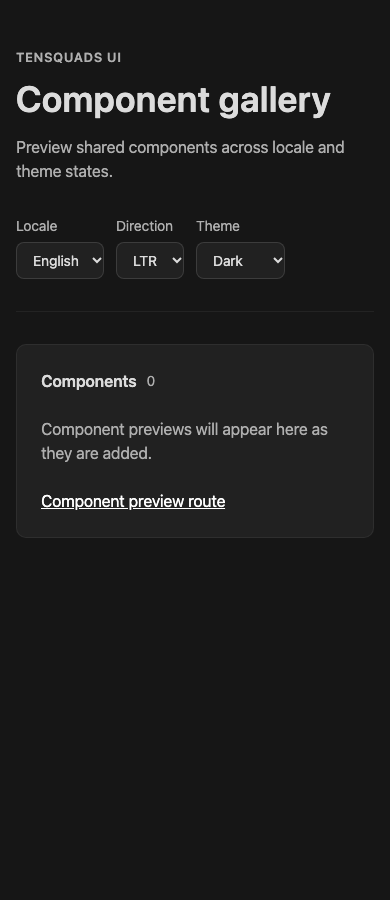 TENSQUADS UI
Component gallery
Preview shared components across locale and
theme states.
Locale Direction Theme
English LTR Dark
Components 0
Component previews will appear here as
they are added.
Component preview route